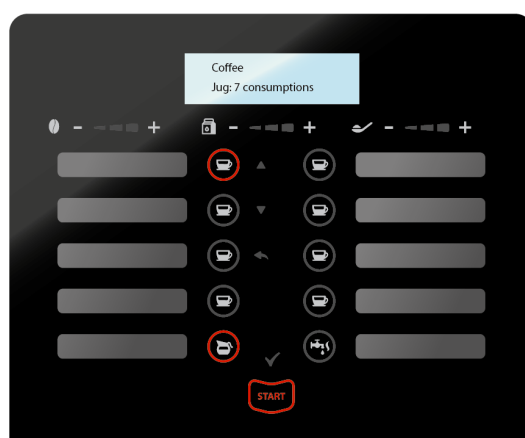 Coffee
Jug: 7 consumptions
- +
- +
- +
START